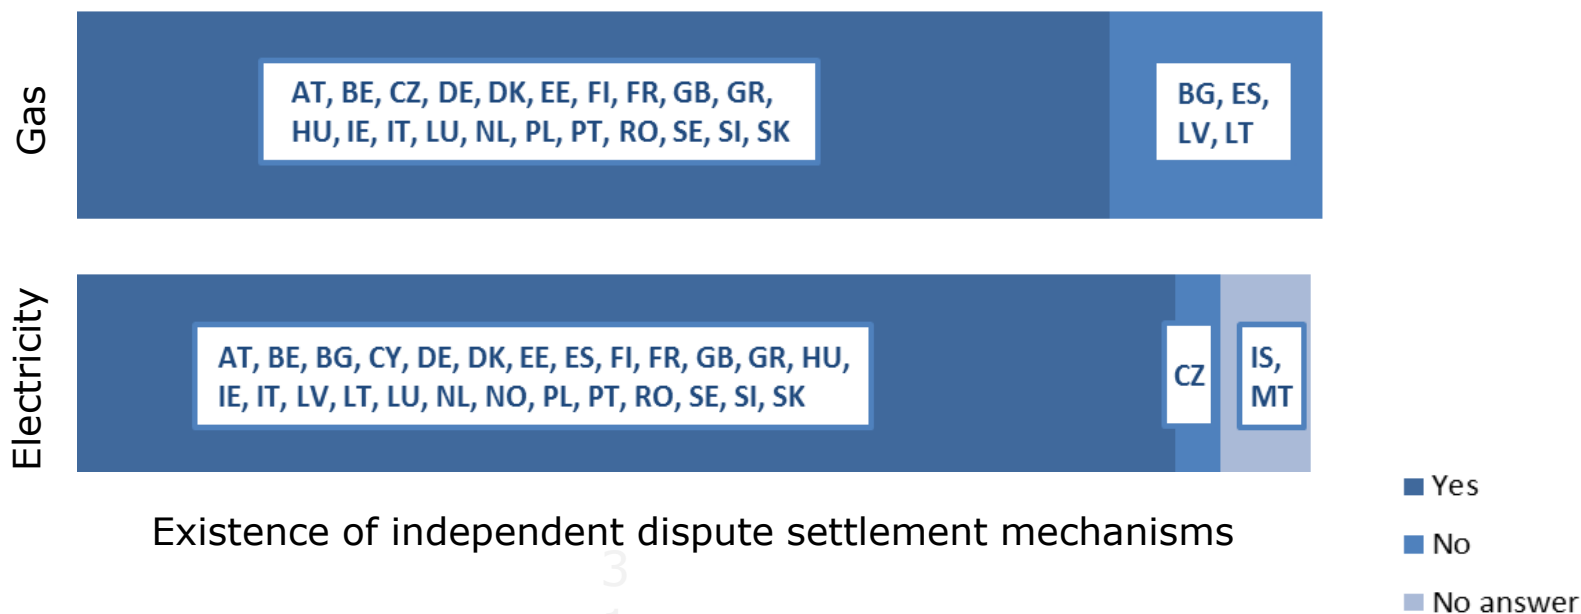 Gas
AT, BE, CZ, DE, DK, EE, FI, FR, GB, GR,
HU, IE, IT, LU, NL, PL, PT, RO, SE, SI, SK
BG, ES,
LV, LT
Electricity
AT, BE, BG, CY, DE, DK, EE, ES, FI, FR, GB, GR, HU,
IE, IT, LV, LT, LU, NL, NO, PL, PT, RO, SE, SI, SK
CZ
IS,
MT
Existence of independent dispute settlement mechanisms
3
Yes
No
No answer